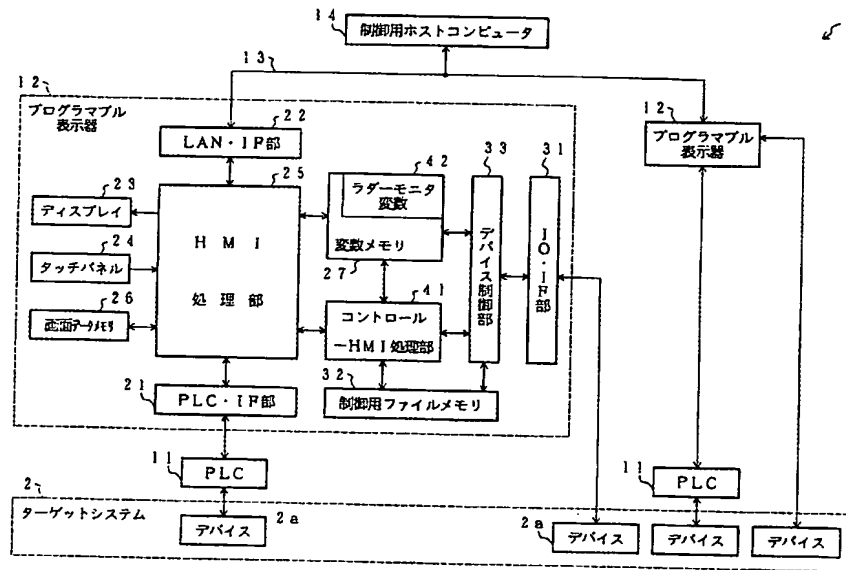 14
制御用ホストコンピュータ
13
12
プログラマブル
表示器
22
LAN・IF部
25
23
ディスプレイ
24
タッチパネル
26
画面データメモリ
HMI
処理部
42
ラダーモニタ
変数
変数メモリ
27
41
コントロール
－HMI処理部
32
制御用ファイルメモリ
33
デバイス制御部
31
IO・IF部
21
PLC・IF部
11
PLC
2
ターゲットシステム
デバイス
2a
12
プログラマブル
表示器
11
PLC
2a
デバイス
デバイス
デバイス